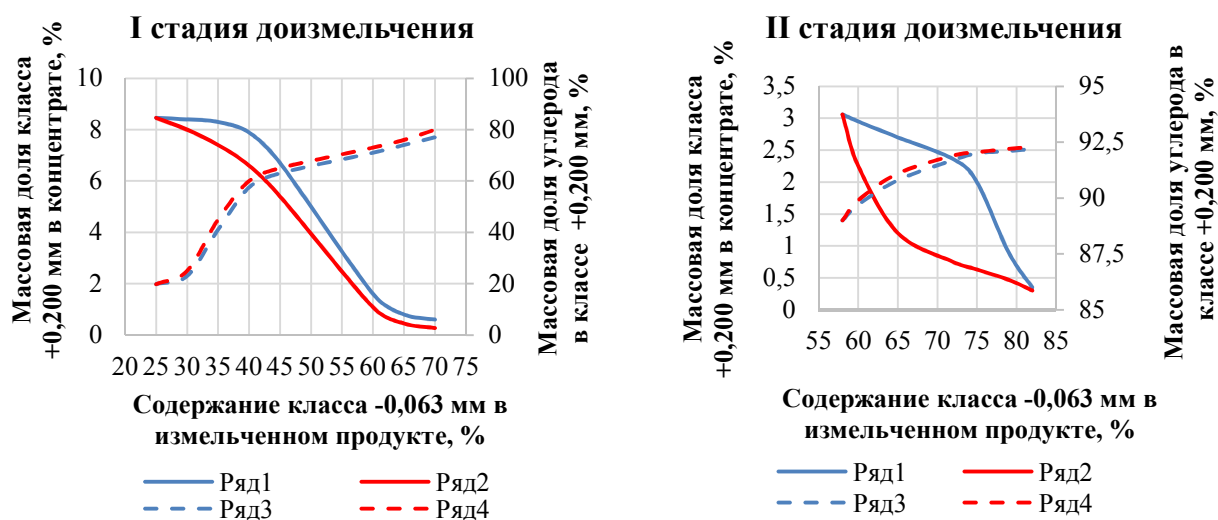 I стадия доизмельчения
Массовая доля класса
+0,200 мм в концентрате, %
10
8
6
4
2
0
100
80
60
40
20
0
Массовая доля углерода
в классе +0,200 мм, %
20 25 30 35 40 45 50 55 60 65 70 75
Содержание класса -0,063 мм в
измельченном продукте, %
Ряд1
Ряд2
Ряд3
Ряд4
II стадия доизмельчения
Массовая доля класса
+0,200 мм в концентрате, %
3,5
3
2,5
2
1,5
1
0,5
0
95
92,5
90
87,5
85
Массовая доля углерода в
классе +0,200 мм, %
55 60 65 70 75 80 85
Содержание класса -0,063 мм в
измельченном продукте, %
Ряд1
Ряд2
Ряд3
Ряд4